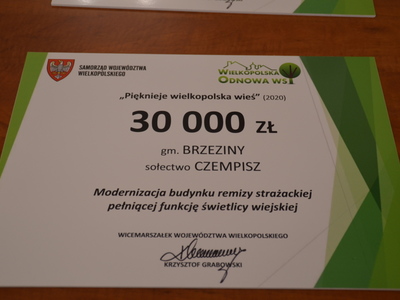 SAMORZĄD WOJEWÓDZTWA
WIELKOPOLSKIEGO
WIELKOPOLSKA
ODNOWA WSI
„Pięknieje wielkopolska wieś” (2020)
30 000 ZŁ
gm. BRZEZINY
sołectwo CZEMPISZ
Modernizacja budynku remizy strażackiej
pełniącej funkcję świetlicy wiejskiej
WICEMARSZAŁEK WOJEWÓDZTWA WIELKOPOLSKIEGO
KRZYSZTOF GRABOWSKI